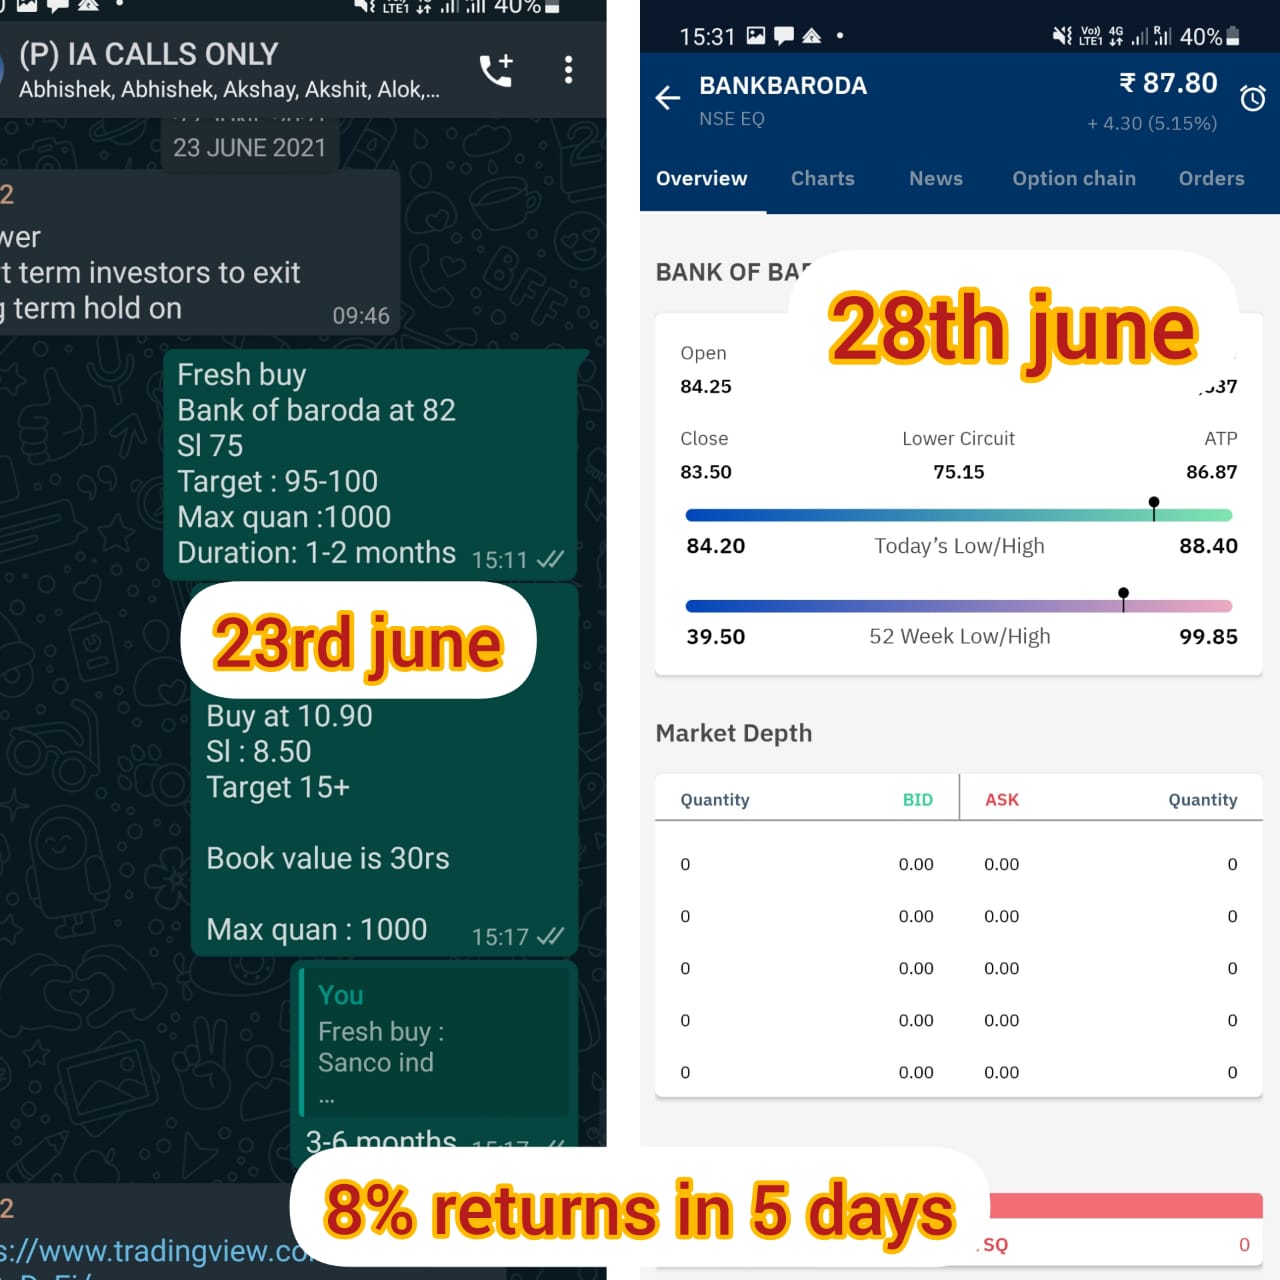 40%
(P) IA CALLS ONLY
Abhishek, Abhishek, Akshay, Akshit, Alok,...
23 JUNE 2021
2
wer
t term investors to exit
g term hold on
09:46
Fresh buy
Bank of baroda at 82
Sl 75
Target : 95-100
Max quan :1000
Duration: 1-2 months 15:11
23rd june
Buy at 10.90
Sl : 8.50
Target 15+
Book value is 30rs
Max quan : 1000 15:17
You
Fresh buy :
Sanco ind
...
3-6 months 15:17
2
s://www.tradingview.co
15:31
Vo) LTE1 4G R 40%
BANKBARODA
₹ 87.80
NSE EQ
+ 4.30 (5.15%)
Overview Charts News Option chain Orders
BANK OF BAR
28th june
Open
84.25
37
Close Lower Circuit ATP
83.50 75.15 86.87
84.20 Today's Low/High 88.40
39.50 52 Week Low/High 99.85
Market Depth
Quantity BID ASK Quantity
0 0.00 0.00 0
0 0.00 0.00 0
0 0.00 0.00 0
0 0.00 0.00 0
0 0.00 0.00 0
8% returns in 5 days
SQ 0